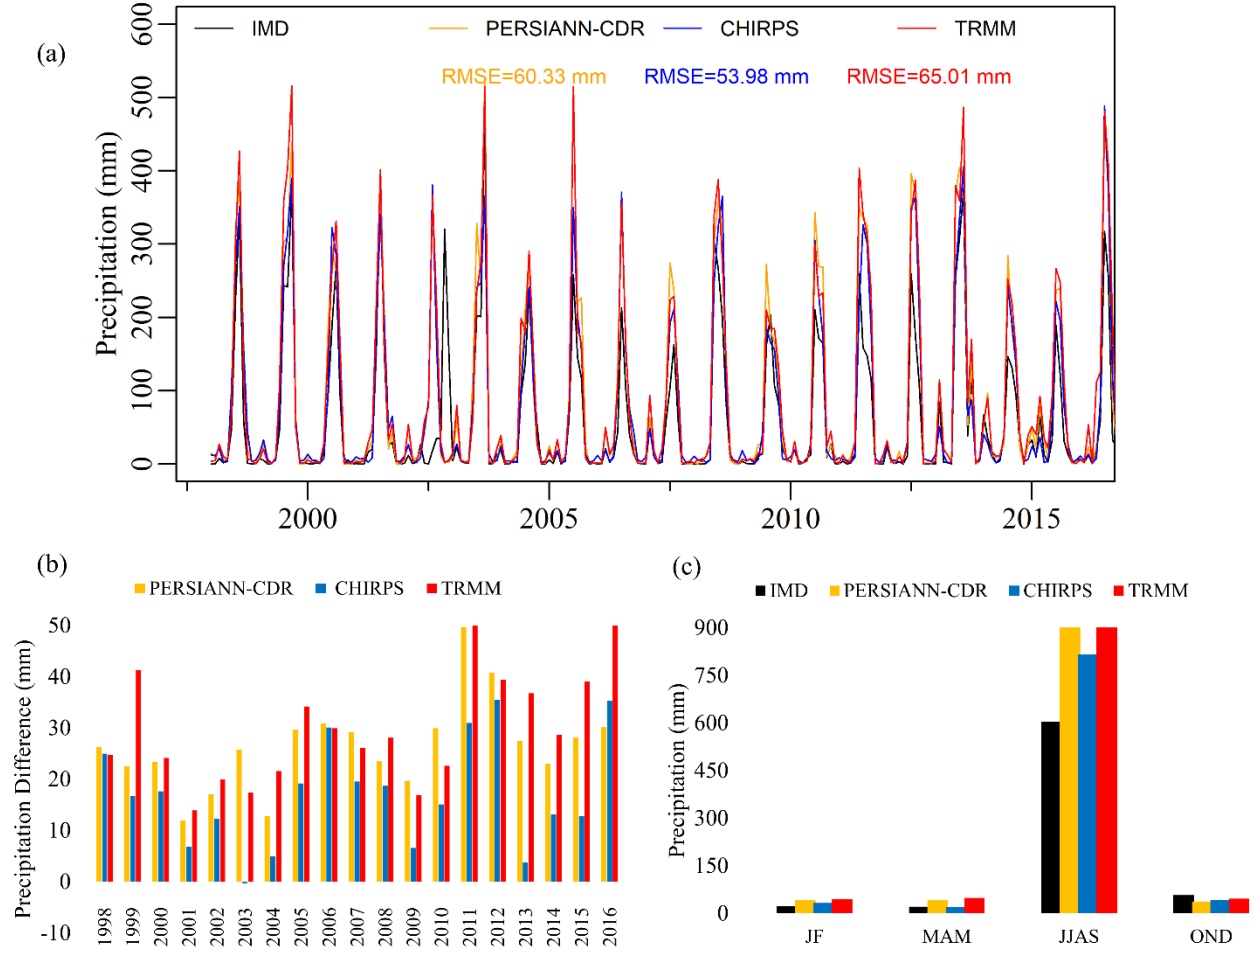 (a)
IMD PERSIANN-CDR CHIRPS TRMM
RMSE=60.33 mm RMSE=53.98 mm RMSE=65.01 mm
Precipitation (mm)
600
500
400
300
200
100
0
2000 2005 2010 2015
(b)
PERSIANN-CDR CHIRPS TRMM
Precipitation Difference (mm)
50
40
30
20
10
0
-10
1998 1999 2000 2001 2002 2003 2004 2005 2006 2007 2008 2009 2010 2011 2012 2013 2014 2015 2016
(c)
IMD PERSIANN-CDR CHIRPS TRMM
Precipitation (mm)
900
750
600
450
300
150
0
JF MAM JJAS OND